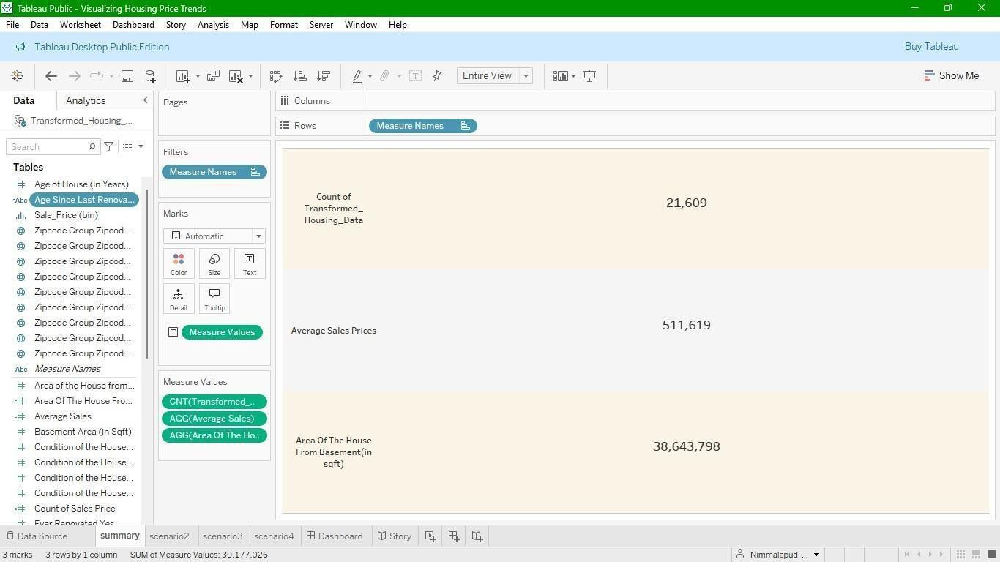 Tableau Public - Visualizing Housing Price Trends
File Data Worksheet Dashboard Story Analysis Map Format Server Window Help
Tableau Desktop Public Edition
Buy Tableau
Entire View
Show Me
Data Analytics
Transformed_Housing_...
Search
Tables
# Age of House (in Years)
=Abc Age Since Last Renova...
Sale_Price (bin)
Zipcode Group Zipcod...
Zipcode Group Zipcod...
Zipcode Group Zipcod...
Zipcode Group Zipcod...
Zipcode Group Zipcod...
Zipcode Group Zipcod...
Zipcode Group Zipcod...
Zipcode Group Zipcod...
Zipcode Group Zipcod...
Abc Measure Names
# Area of the House from...
=# Area Of The House Fro...
=# Average Sales
# Basement Area (in Sqft)
# Condition of the House...
# Condition of the House...
# Condition of the House...
# Condition of the House...
=# Count of Sales Price
# Ever Renovated Yes
Pages
Filters
Measure Names
Marks
T Automatic
Color Size T Text
Detail Tooltip
T Measure Values
Measure Values
CNT(Transformed_..
AGG(Average Sales)
AGG(Area Of The Ho..
Columns
Rows
Measure Names
Count of
Transformed_
Housing_Data
21,609
Average Sales Prices
511,619
Area Of The House
From Basement(in
sqft)
38,643,798
Data Source summary scenario2 scenario3 scenario4 Dashboard Story
3 marks 3 rows by 1 column SUM of Measure Values: 39,177,026
Nimmalapudi ...